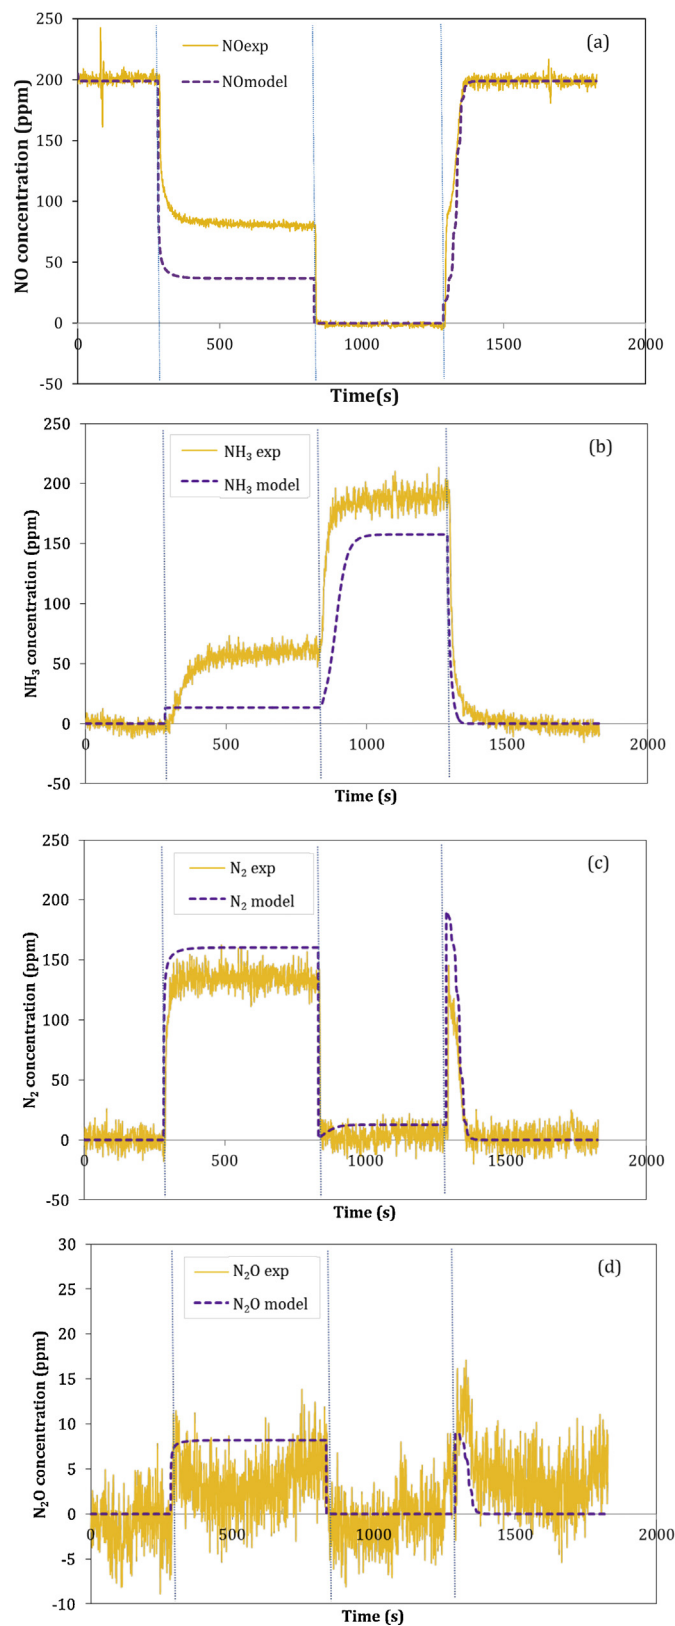 250
(a)
NOexp
200
NOmodel
150
100
50
0
0 500 1000 1500 2000
-50
NO concentration (ppm)
Time(s)
250
(b)
NH3 exp
200
NH3 model
150
100
50
0
0 500 1000 1500 2000
-50
NH3 concentration (ppm)
Time (s)
250
(c)
N2 exp
200
N2 model
150
100
50
0
0 500 1000 1500 2000
-50
N2 concentration (ppm)
Time (s)
30
(d)
N2O exp
25
N2O model
20
15
10
5
0
0 500 1000 1500 2000
-5
-10
N2O concentration (ppm)
Time (s)